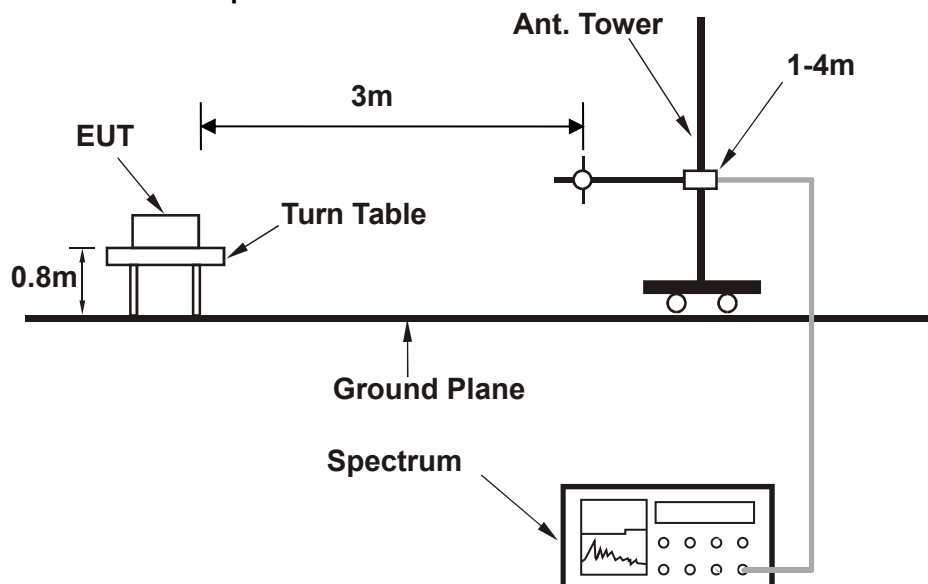 Ant. Tower
1-4m
3m
EUT
Turn Table
0.8m
Ground Plane
Spectrum